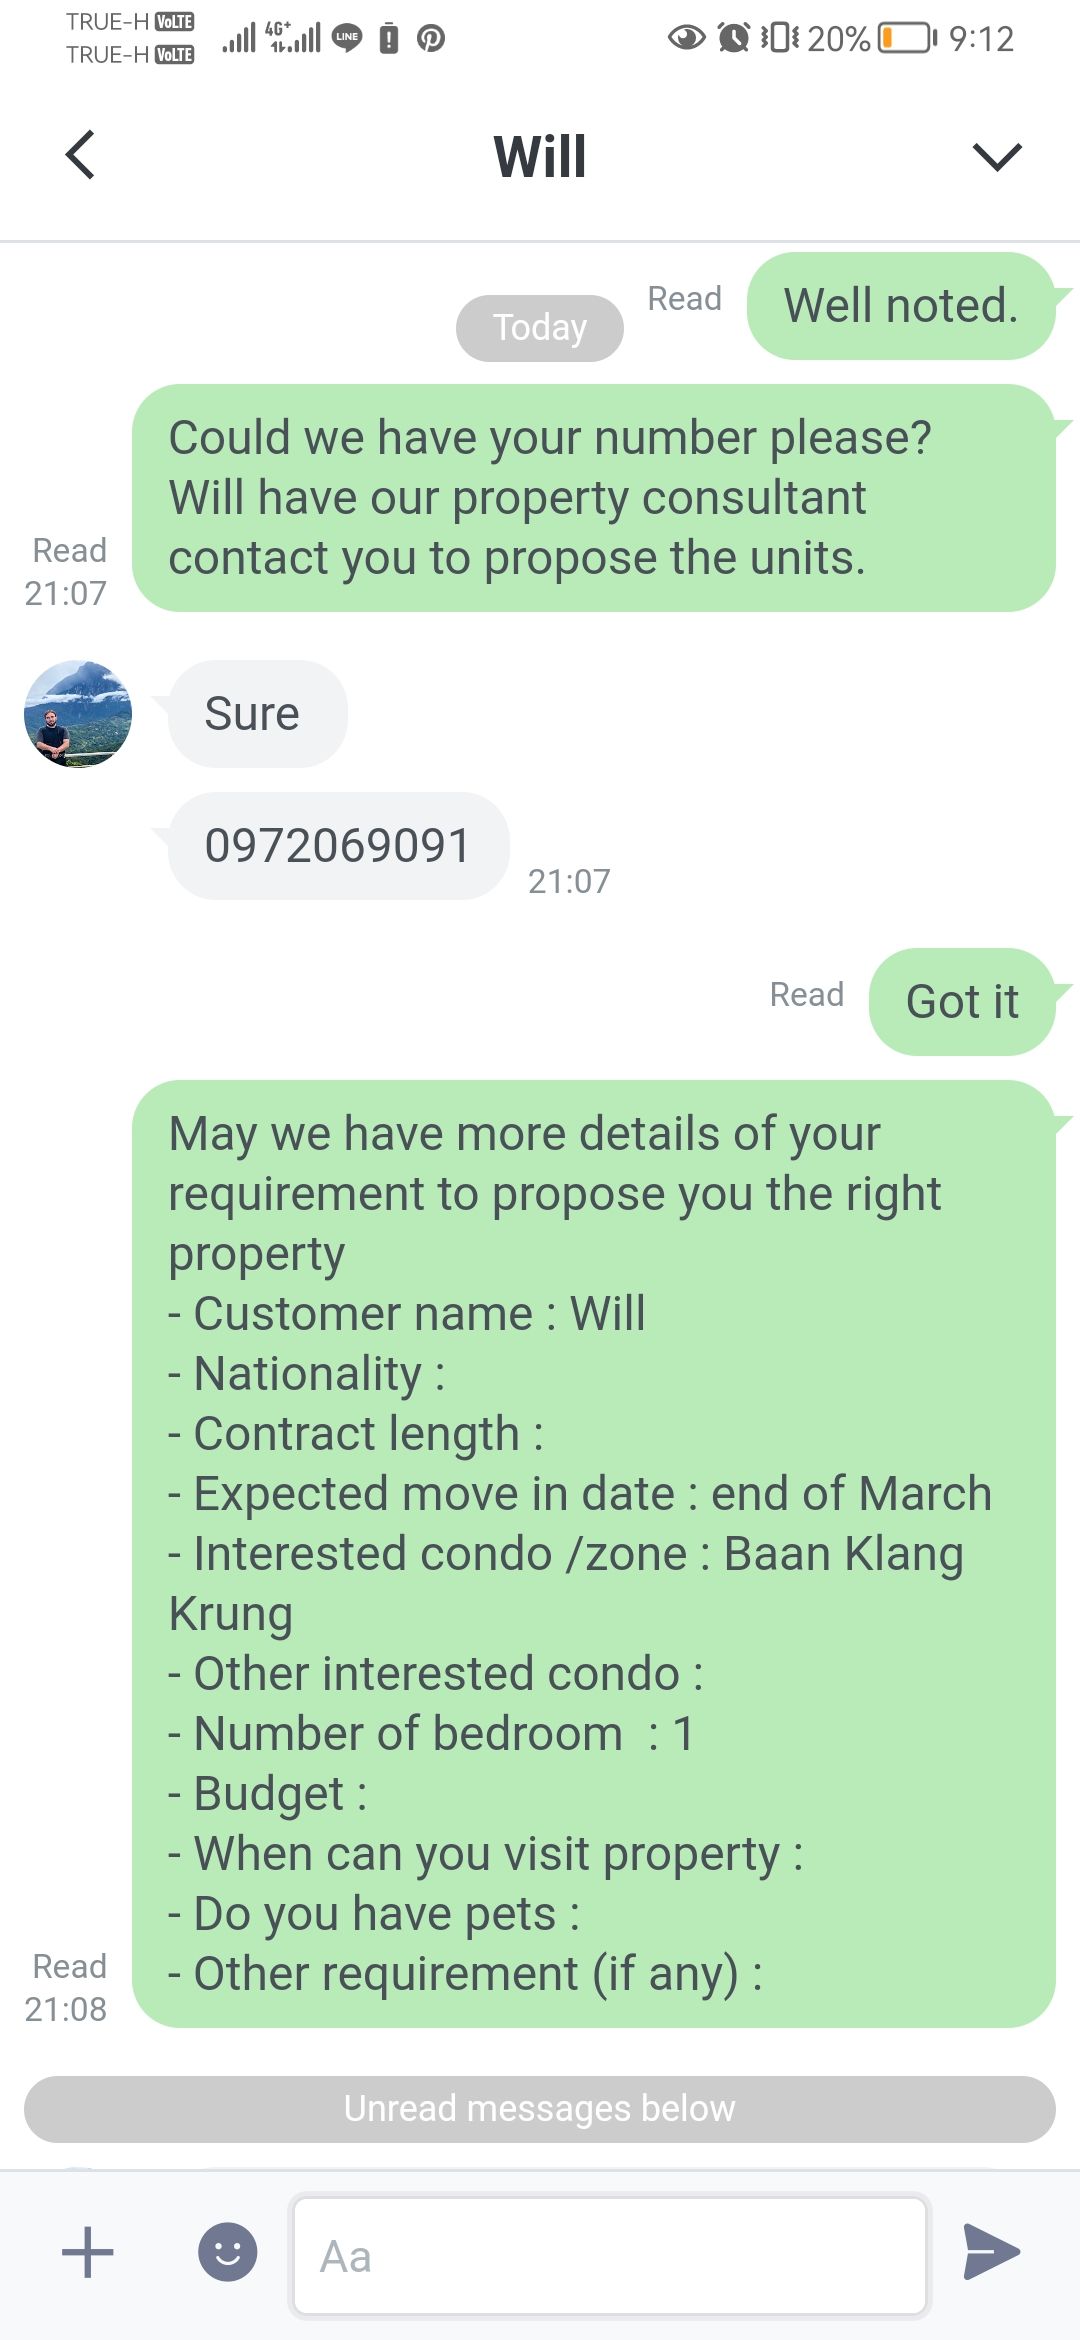 TRUE-H VoLTE
TRUE-H VoLTE
4G+
LINE
20%
9:12
Will
Well noted.
Read
Today
Could we have your number please?
Will have our property consultant
contact you to propose the units.
Read
21:07
Sure
0972069091
21:07
Read
Got it
May we have more details of your
requirement to propose you the right
property
- Customer name : Will
- Nationality :
- Contract length :
- Expected move in date : end of March
- Interested condo /zone : Baan Klang
Krung
- Other interested condo :
- Number of bedroom  : 1
- Budget :
- When can you visit property :
- Do you have pets :
- Other requirement (if any) :
Read
21:08
Unread messages below
Aa